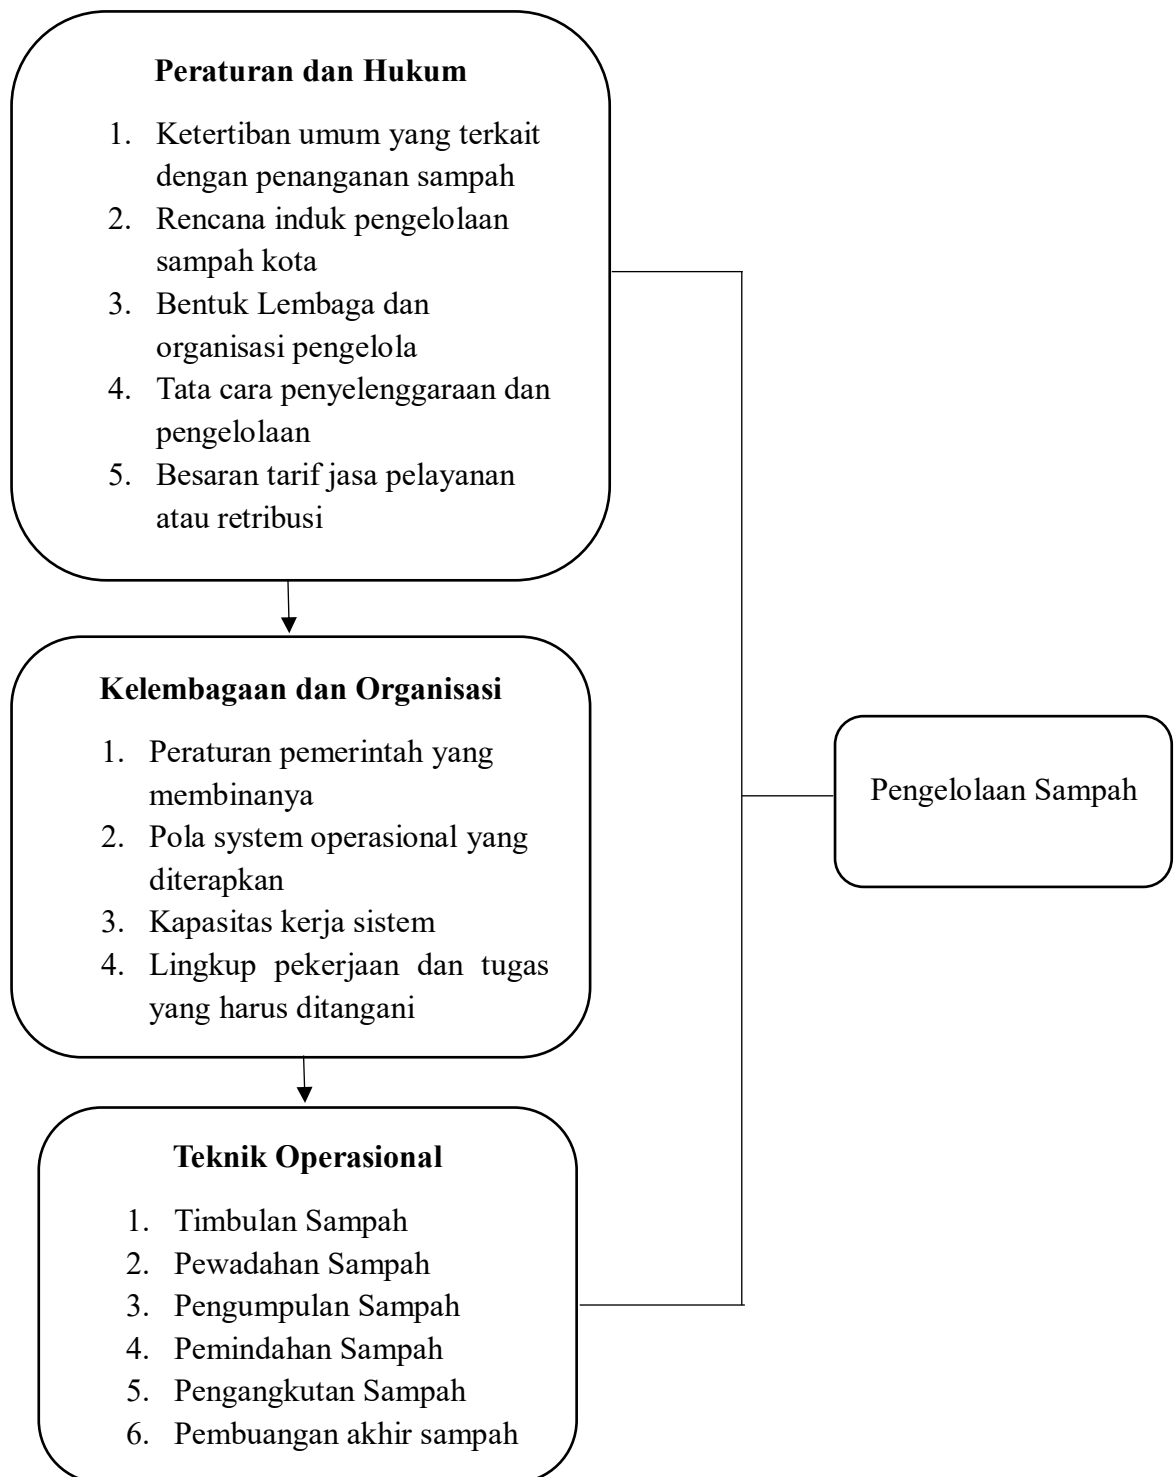 Peraturan dan Hukum
1. Ketertiban umum yang terkait
dengan penanganan sampah
2. Rencana induk pengelolaan
sampah kota
3. Bentuk Lembaga dan
organisasi pengelola
4. Tata cara penyelenggaraan dan
pengelolaan
5. Besaran tarif jasa pelayanan
atau retribusi
Kelembagaan dan Organisasi
1. Peraturan pemerintah yang
membinanya
2. Pola system operasional yang
diterapkan
3. Kapasitas kerja sistem
4. Lingkup pekerjaan dan tugas
yang harus ditangani
Teknik Operasional
1. Timbulan Sampah
2. Pewadahan Sampah
3. Pengumpulan Sampah
4. Pemindahan Sampah
5. Pengangkutan Sampah
6. Pembuangan akhir sampah
Pengelolaan Sampah